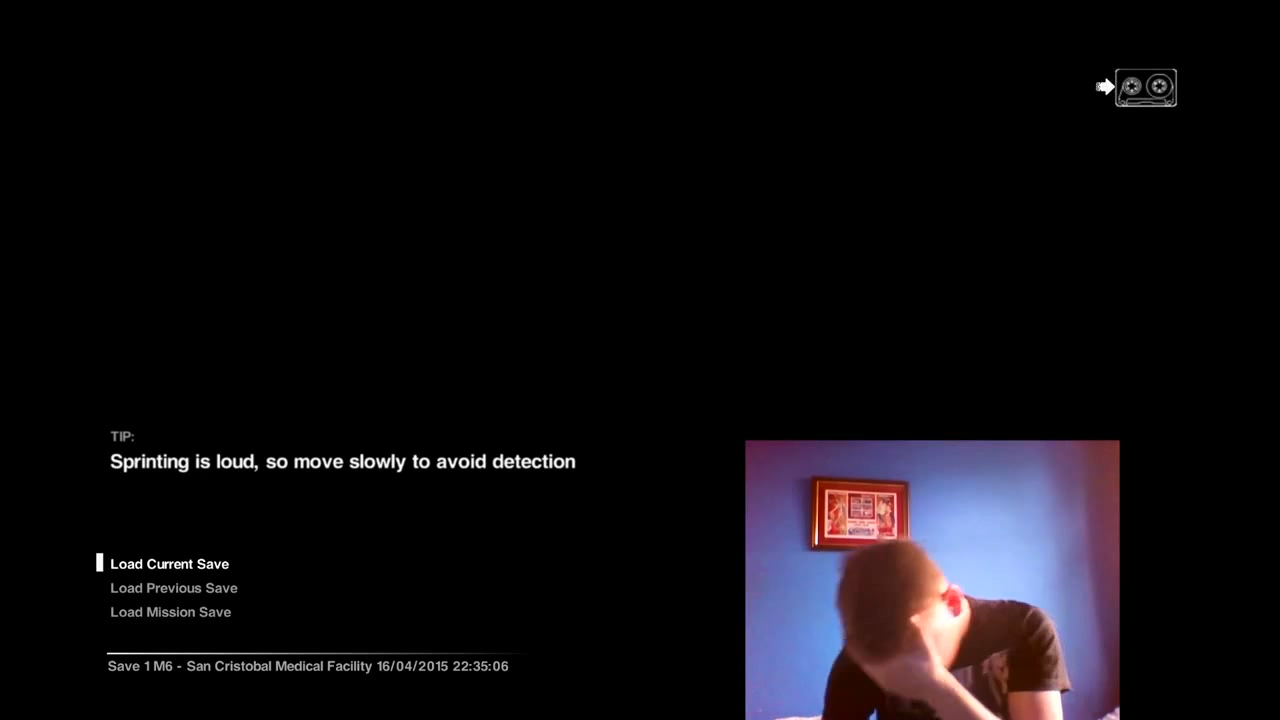 TIP:
Sprinting is loud, so move slowly to avoid detection
Load Current Save
Load Previous Save
Load Mission Save
Save 1 M6 - San Cristobal Medical Facility 16/04/2015 22:35:06